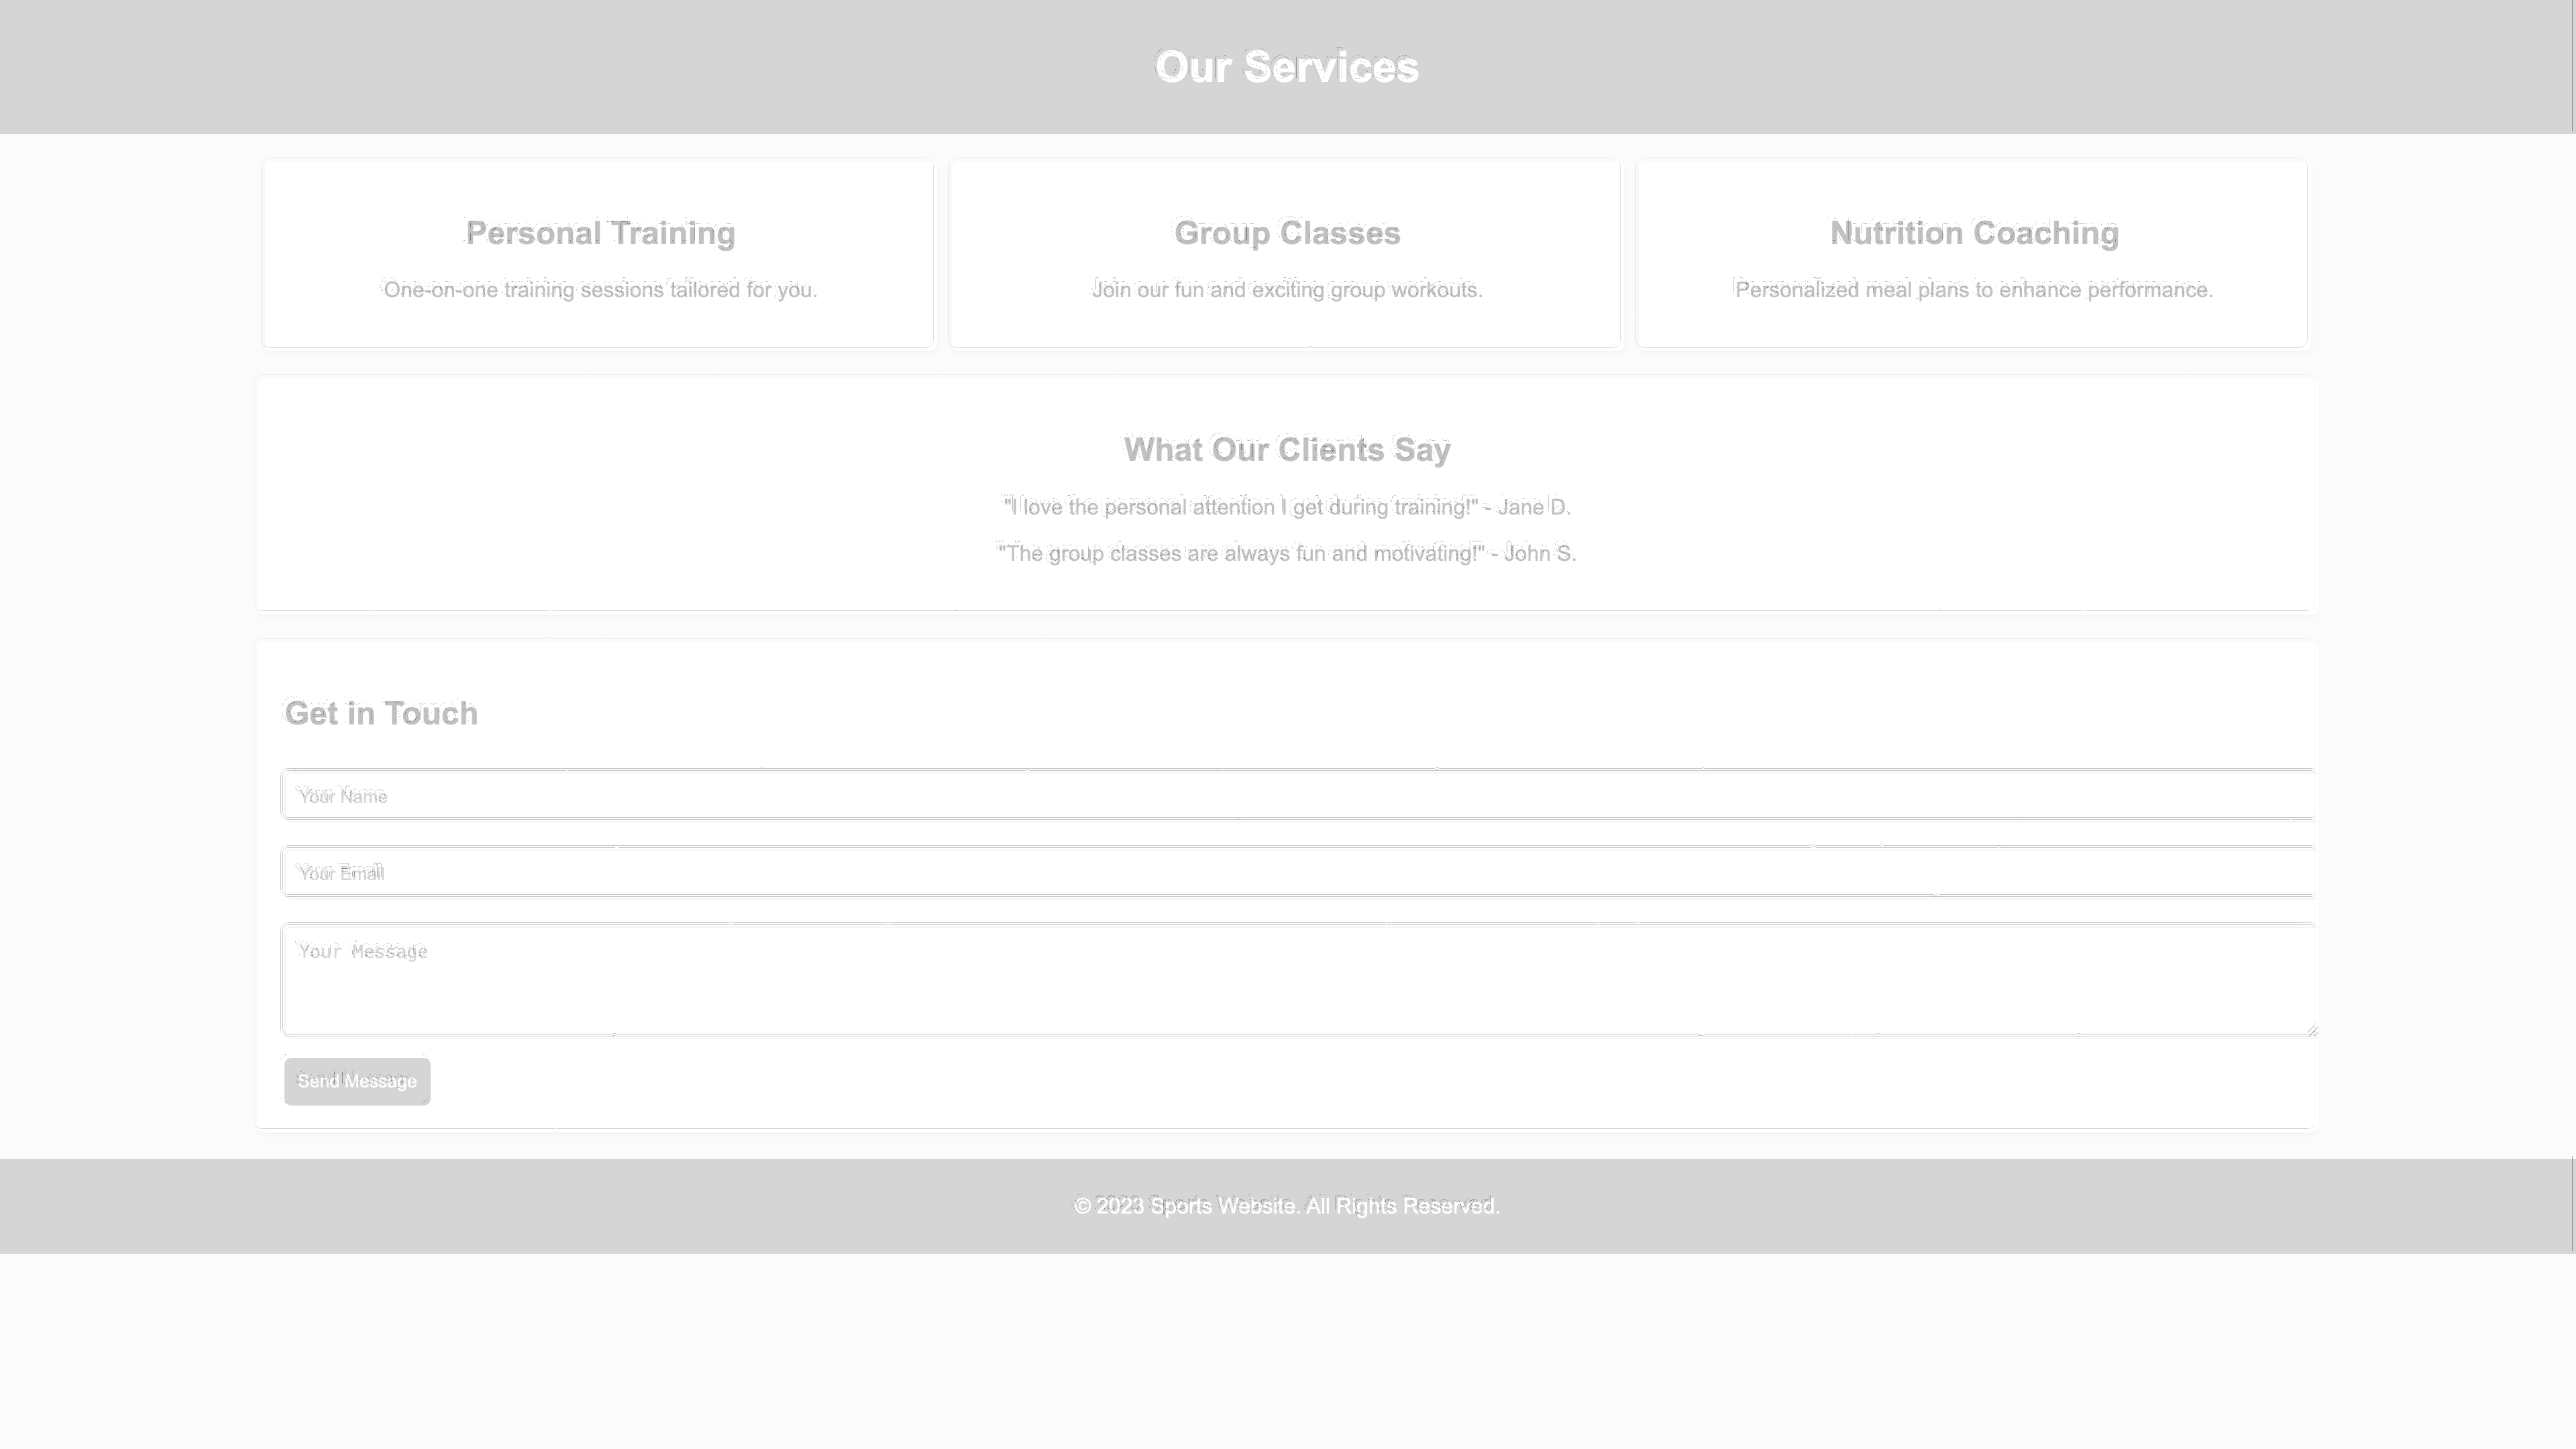 Our Services
Personal Training
One-on-one training sessions tailored for you.
Group Classes
Join our fun and exciting group workouts.
Nutrition Coaching
Personalized meal plans to enhance performance.
What Our Clients Say
"I love the personal attention I get during training!" - Jane D.
"The group classes are always fun and motivating!" - John S.
Get in Touch
Your Name
Your Email
Your Message
Send Message
© 2023 Sports Website. All Rights Reserved.